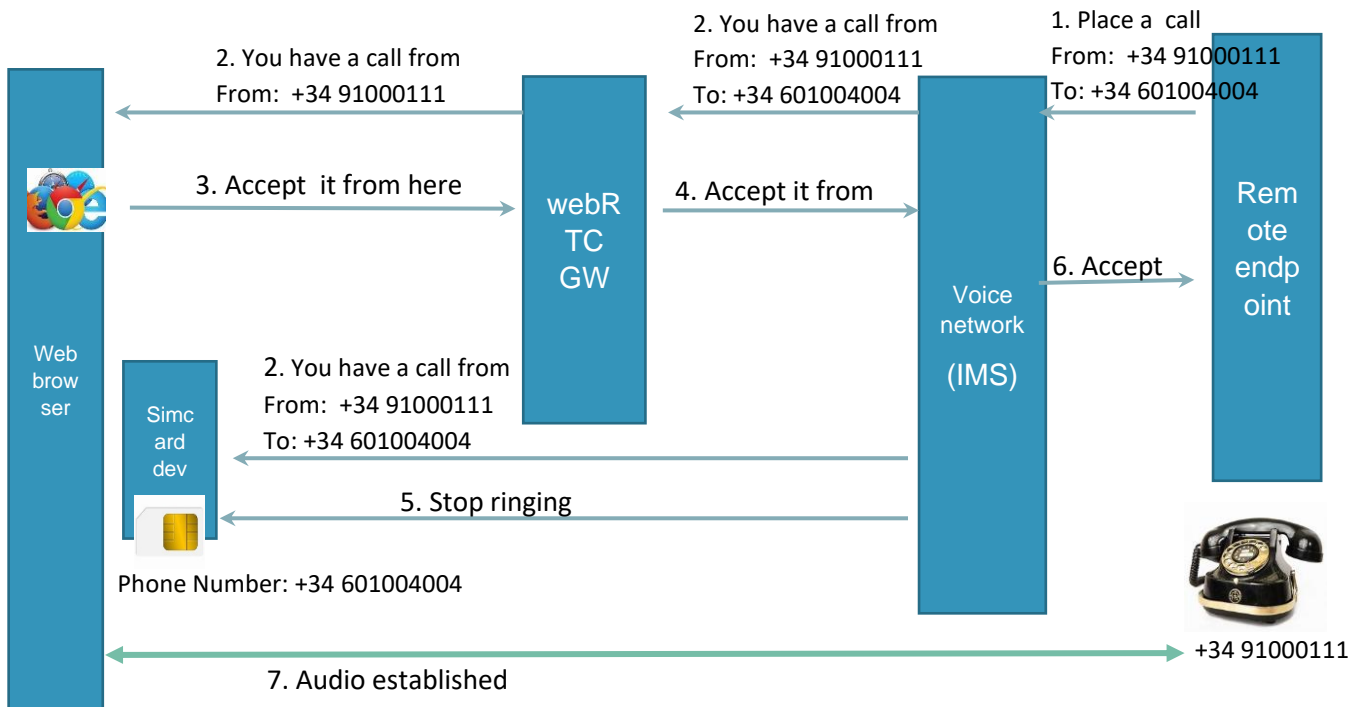 1. Place a  call
From:  +34 91000111
To: +34 601004004
2. You have a call from
From:  +34 91000111
To: +34 601004004
2. You have a call from
From:  +34 91000111
3. Accept  it from here
webR
TC
GW
4. Accept it from
Rem
ote
endp
oint
6. Accept
Voice
network
(IMS)
Web
brow
ser
Simc
ard
dev
2. You have a call from
From:  +34 91000111
To: +34 601004004
5. Stop ringing
Phone Number: +34 601004004
+34 91000111
7. Audio established